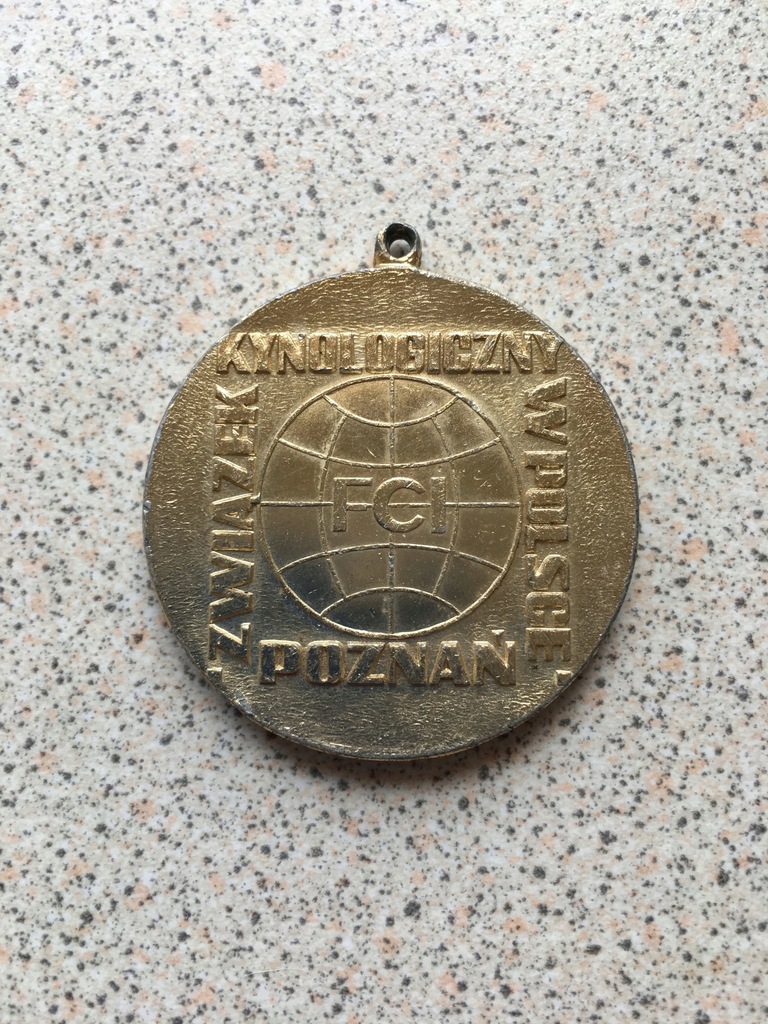 ZWIĄZEK
KYNOLOGICZNY
W POLSCE
POZNAŃ
FCI